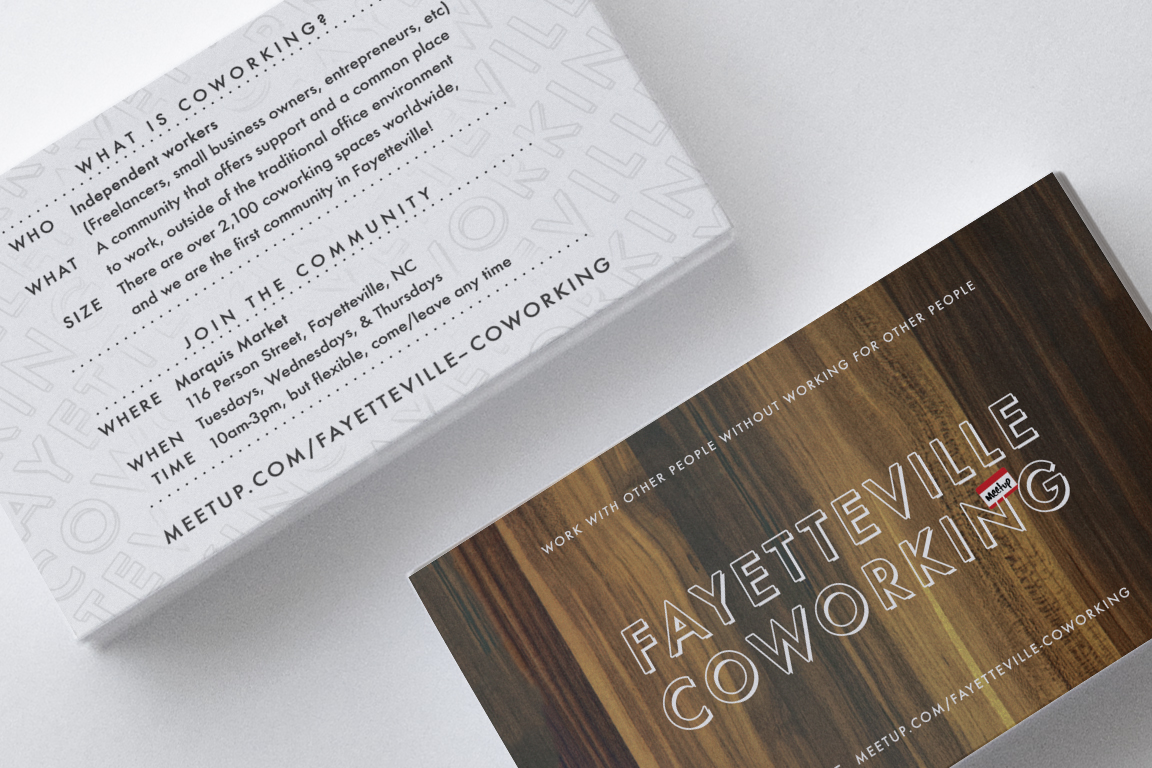 WHAT IS COWORKING?
WHO Independent workers
(Freelancers, small business owners, entrepreneurs, etc)
WHAT A community that offers support and a common place
to work, outside of the traditional office environment
SIZE There are over 2,100 coworking spaces worldwide,
and we are the first community in Fayetteville!
JOIN THE COMMUNITY
WHERE Marquis Market
116 Person Street, Fayetteville, NC
WHEN Tuesdays, Wednesdays, & Thursdays
TIME 10am-3pm, but flexible, come/leave any time
MEETUP.COM/FAYETTEVILLE-COWORKING
WORK WITH OTHER PEOPLE WITHOUT WORKING FOR OTHER PEOPLE
FAYETTEVILLE
Meetup
COWORKING
MEETUP.COM/FAYETTEVILLE-COWORKING